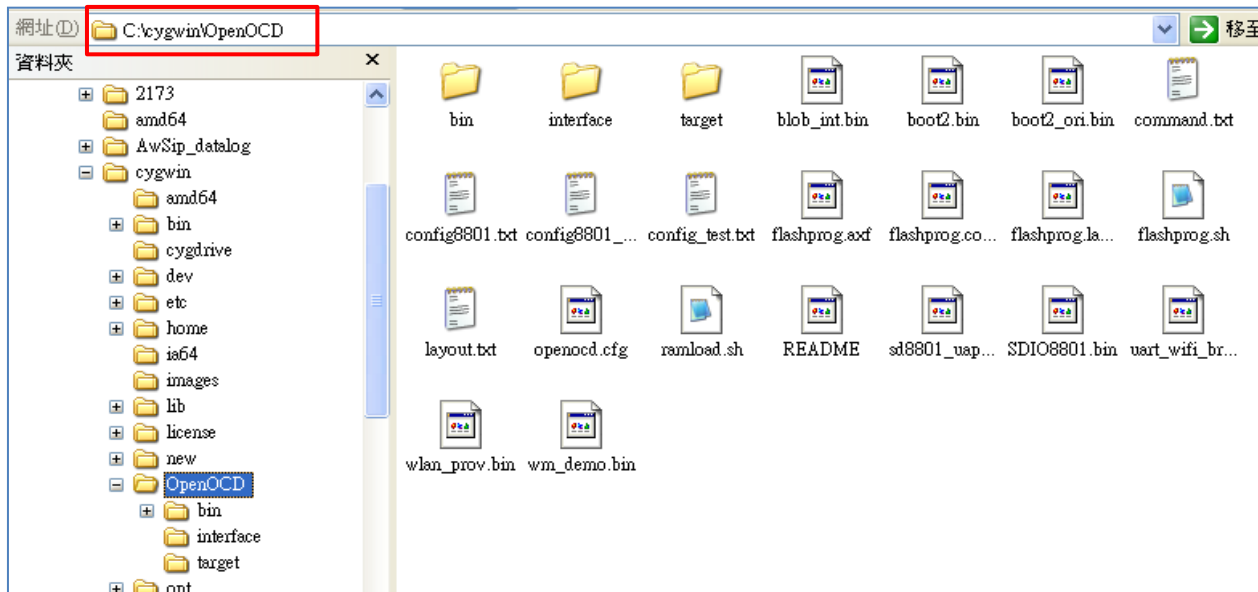 網址(D) C:\cygwin\OpenOCD 移至
資料夾
2173
amd64
AwSip_datalog
cygwin
amd64
bin
cygdrive
dev
etc
home
ia64
images
lib
license
new
OpenOCD
bin
interface
target
opt
bin interface target blob_int.bin boot2.bin boot2_ori.bin command.txt
config8801.txt config8801_... config_test.txt flashprog.axf flashprog.co... flashprog.la... flashprog.sh
layout.txt openocd.cfg ramload.sh README sd8801_uap... SDIO8801.bin uart_wifi_br...
wlan_prov.bin wm_demo.bin